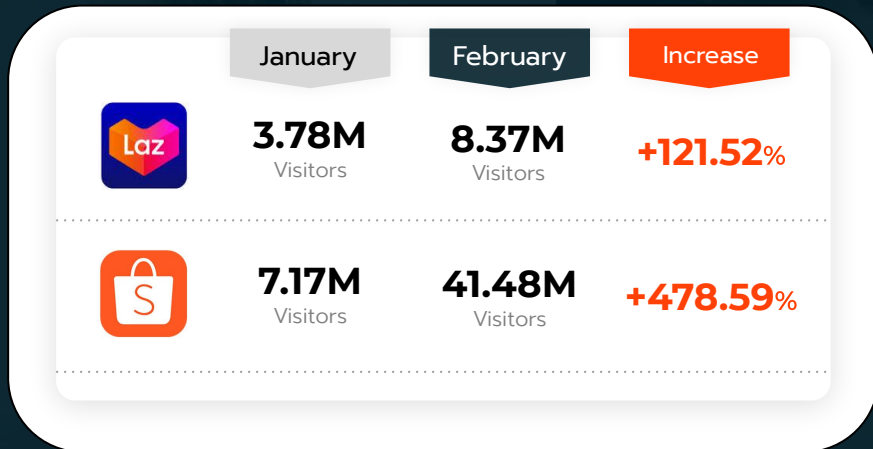 January February Increase
Laz 3.78M 8.37M +121.52%
Visitors Visitors
S 7.17M 41.48M +478.59%
Visitors Visitors